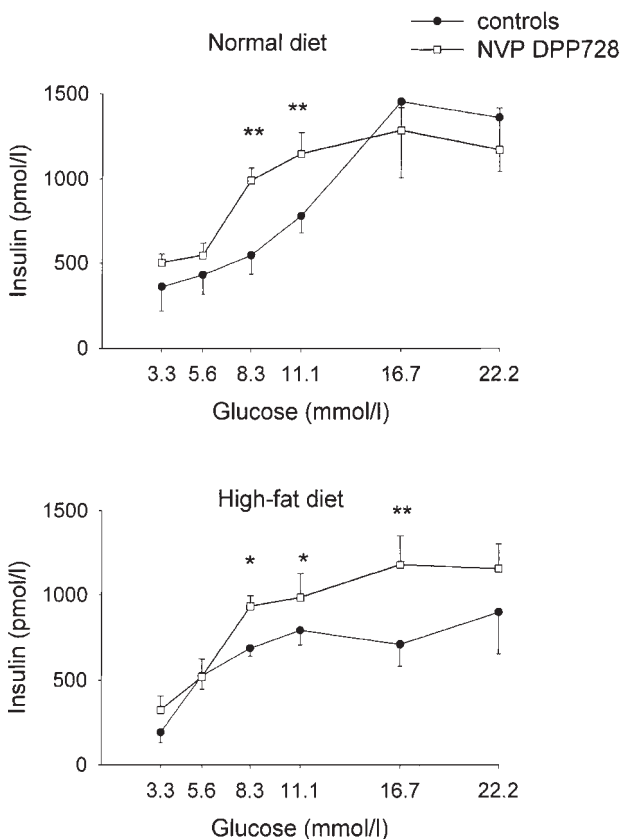 controls
NVP DPP728
Normal diet
1500
1000
500
0
** **
Insulin (pmol/l)
3.3 5.6 8.3 11.1 16.7 22.2
Glucose (mmol/l)
High-fat diet
1500
1000
500
0
* * **
Insulin (pmol/l)
3.3 5.6 8.3 11.1 16.7 22.2
Glucose (mmol/l)